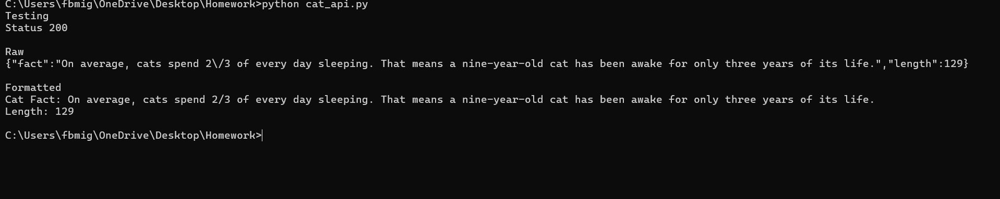 C:\Users\fbmig\OneDrive\Desktop\Homework>python cat_api.py
Testing
Status 200
Raw
{"fact":"On average, cats spend 2\/3 of every day sleeping. That means a nine-year-old cat has been awake for only three years of its life.","length":129}
Formatted
Cat Fact: On average, cats spend 2/3 of every day sleeping. That means a nine-year-old cat has been awake for only three years of its life.
Length: 129
C:\Users\fbmig\OneDrive\Desktop\Homework>